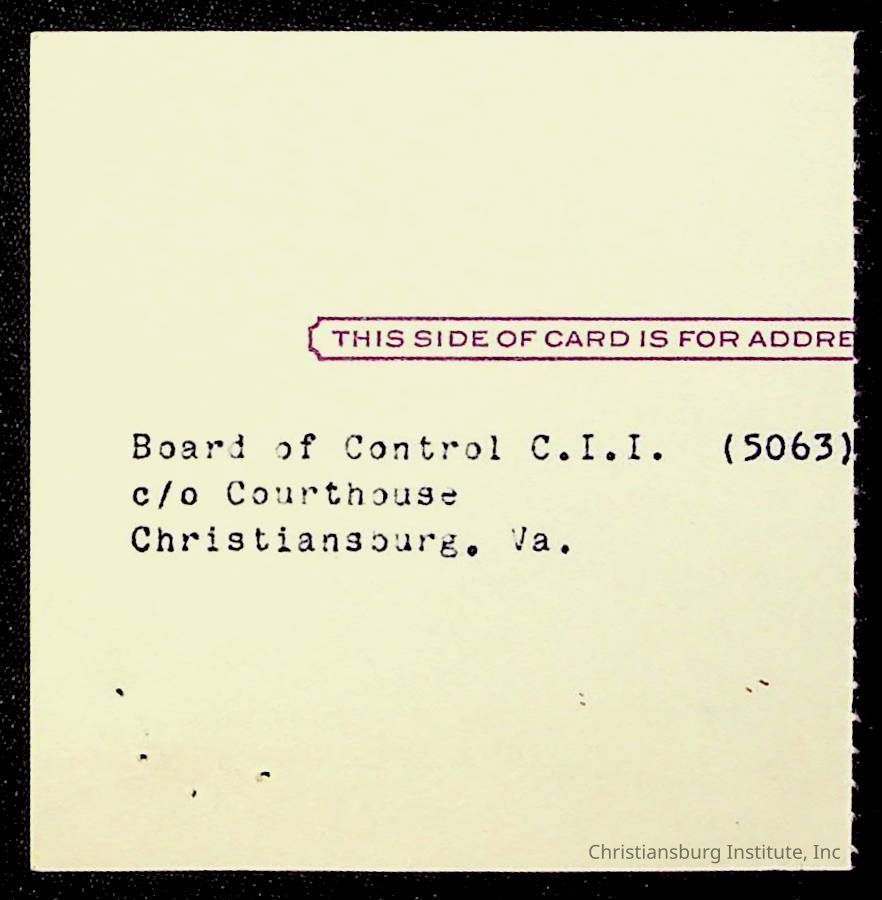 THIS SIDE OF CARD IS FOR ADDRE
Board of Control C.I.I. (5063)
c/o Courthouse
Christiansburg. Va.
Christiansburg Institute, Inc